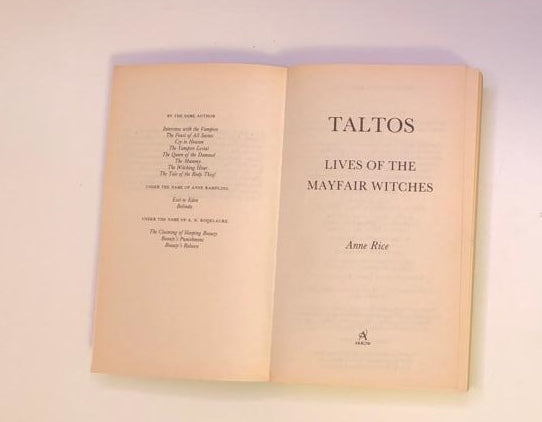 BY THE SAME AUTHOR
Interview with the Vampire
The Feast of All Saints
Cry to Heaven
The Vampire Lestat
The Queen of the Damned
The Mummy
The Witching Hour
The Tale of the Body Thief
UNDER THE NAME OF ANNE RAMPLING
Exit to Eden
Belinda
UNDER THE NAME OF A. N. ROQUELAURE
The Claiming of Sleeping Beauty
Beauty's Punishment
Beauty's Release
TALTOS
LIVES OF THE
MAYFAIR WITCHES
Anne Rice
ARROW